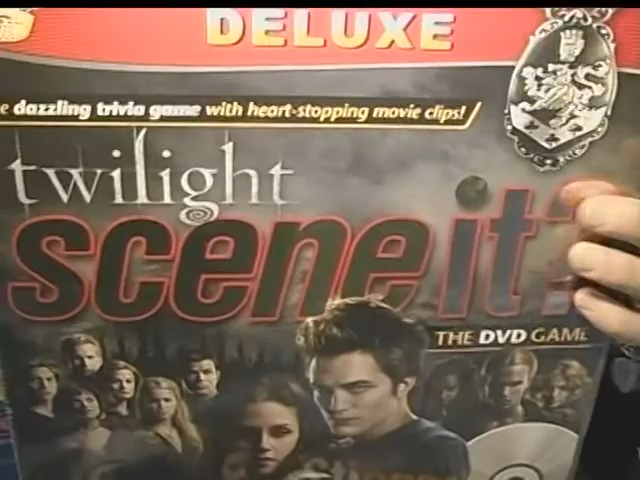 DELUXE
dazzling trivia game with heart-stopping movie clips!
twilight
scene it?
THE DVD GAME